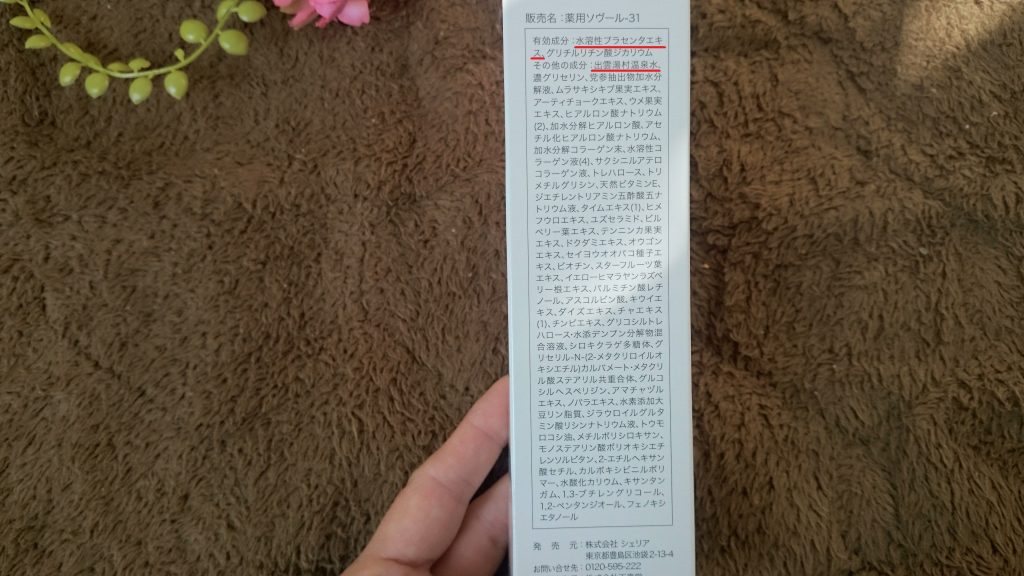 販売名：薬用ソヴール-31
有効成分：水溶性プラセンタエキ
ス、グリチルリチン酸ジカリウム
その他の成分：出雲湯村温泉水、
濃グリセリン、党参抽出物加水分
解液、ムラサキシキブ果実エキス、
アーティチョークエキス、ウメ果実
エキス、ヒアルロン酸ナトリウム
(2)、加水分解ヒアルロン酸、アセ
チル化ヒアルロン酸ナトリウム、
加水分解コラーゲン末、水溶性コ
ラーゲン液(4)、サクシニルアテロ
コラーゲン液、トレハロース、トリ
メチルグリシン、天然ビタミンE、
ジエチレントリアミン五酢酸五ナ
トリウム液、タイムエキス(1)、ヒメ
フウロエキス、ユズセラミド、ビル
ベリー葉エキス、テンニンカ果実
エキス、ドクダミエキス、オウゴン
エキス、セイヨウオオバコ種子エ
キス、ビオチン、スターフルーツ葉
エキス、イエローヒマラヤンラズベ
リー根エキス、パルミチン酸レチ
ノール、アスコルビン酸、キウイエ
キス、ダイズエキス、チャエキス
(1)、チンピエキス、グリコシルトレ
ハロース・水添デンプン分解物混
合溶液、シロキクラゲ多糖体、グ
リセリル-N-(2-メタクリロイルオ
キシエチル)カルバメート・メタクリ
ル酸ステアリル共重合体、グルコ
シルヘスペリジン、アマチャヅル
エキス、ノバラエキス、水素添加大
豆リン脂質、ジラウロイルグルタ
ミン酸リシンナトリウム液、トウモ
ロコシ油、メチルポリシロキサン、
モノステアリン酸ポリオキシエチ
レンソルビタン、2-エチルヘキサン
酸セチル、カルボキシビニルポリ
マー、水酸化カリウム、キサンタン
ガム、1,3-ブチレングリコール、
1,2-ペンタンジオール、フェノキシ
エタノール
発 売 元：株式会社 シェリア
東京都豊島区池袋2-13-4
お問い合せ先：0120-595-222